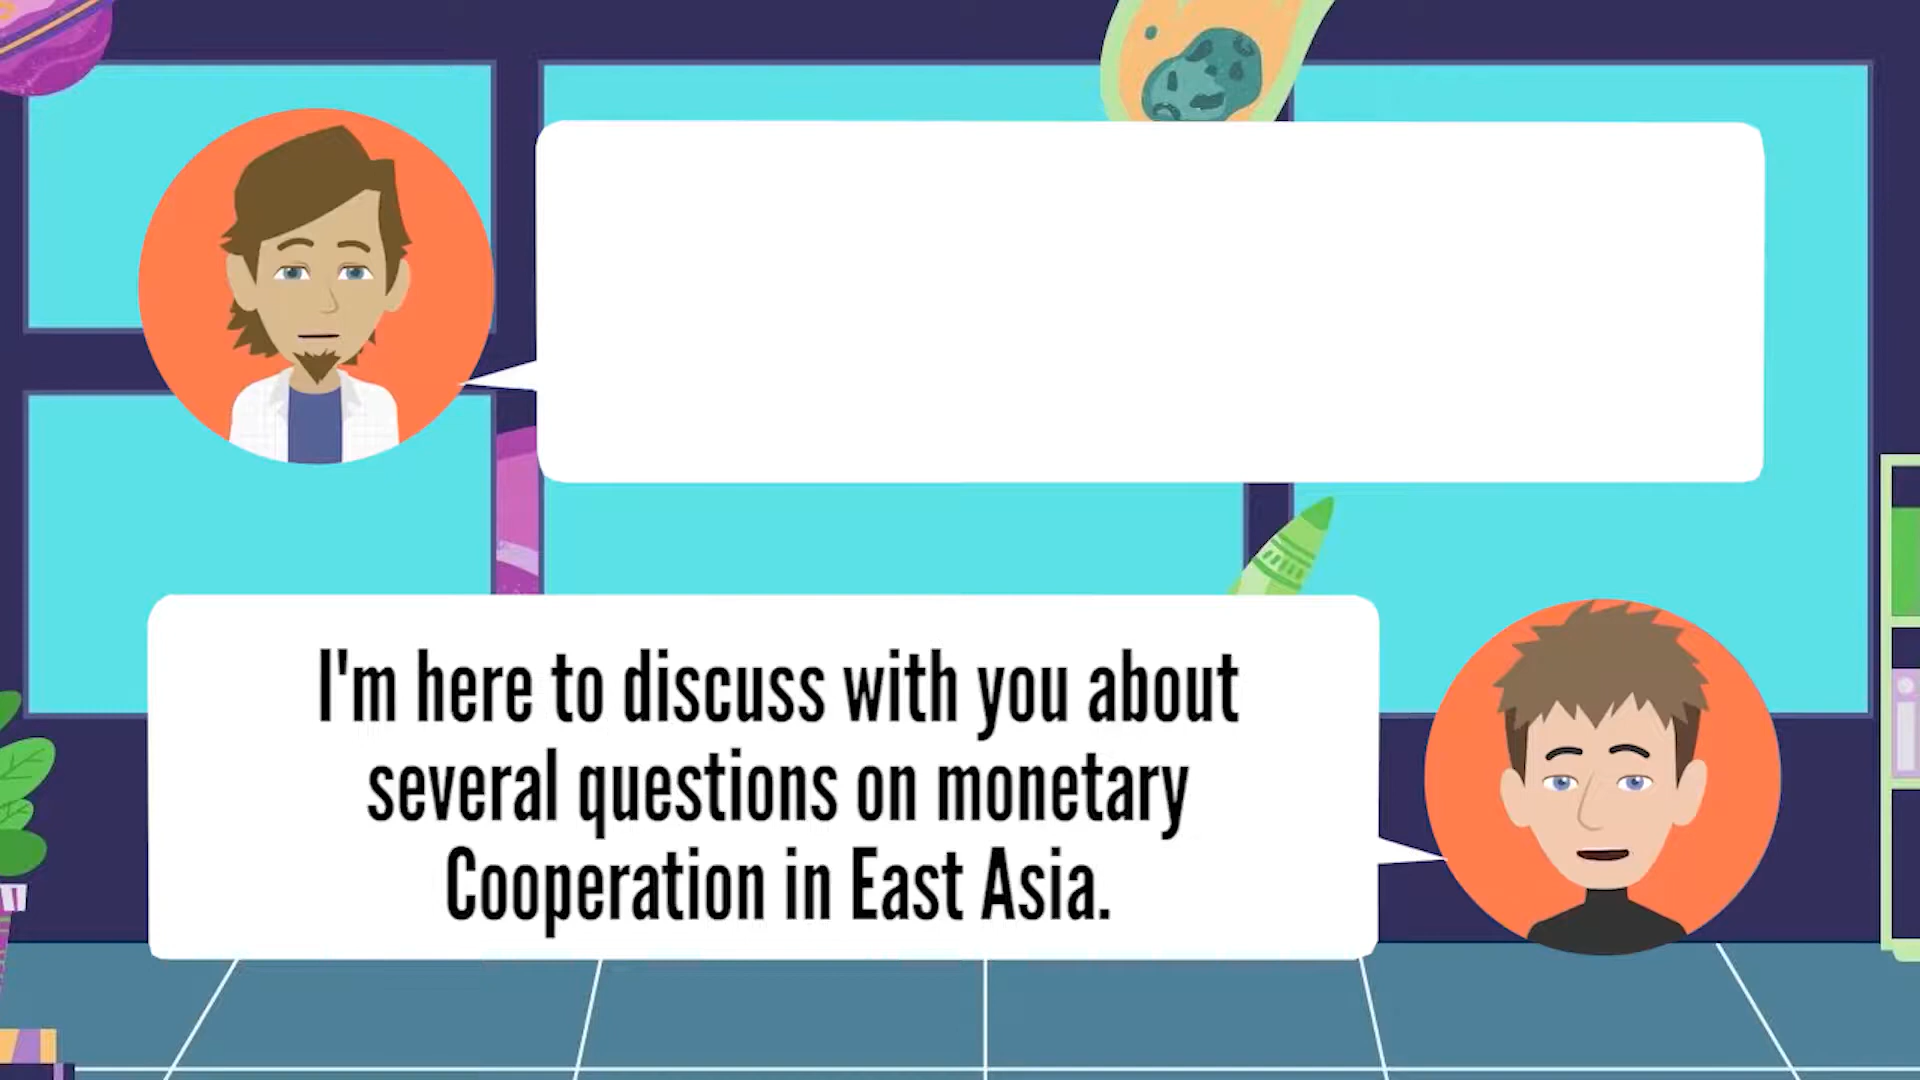 I'm here to discuss with you about
several questions on monetary
Cooperation in East Asia.